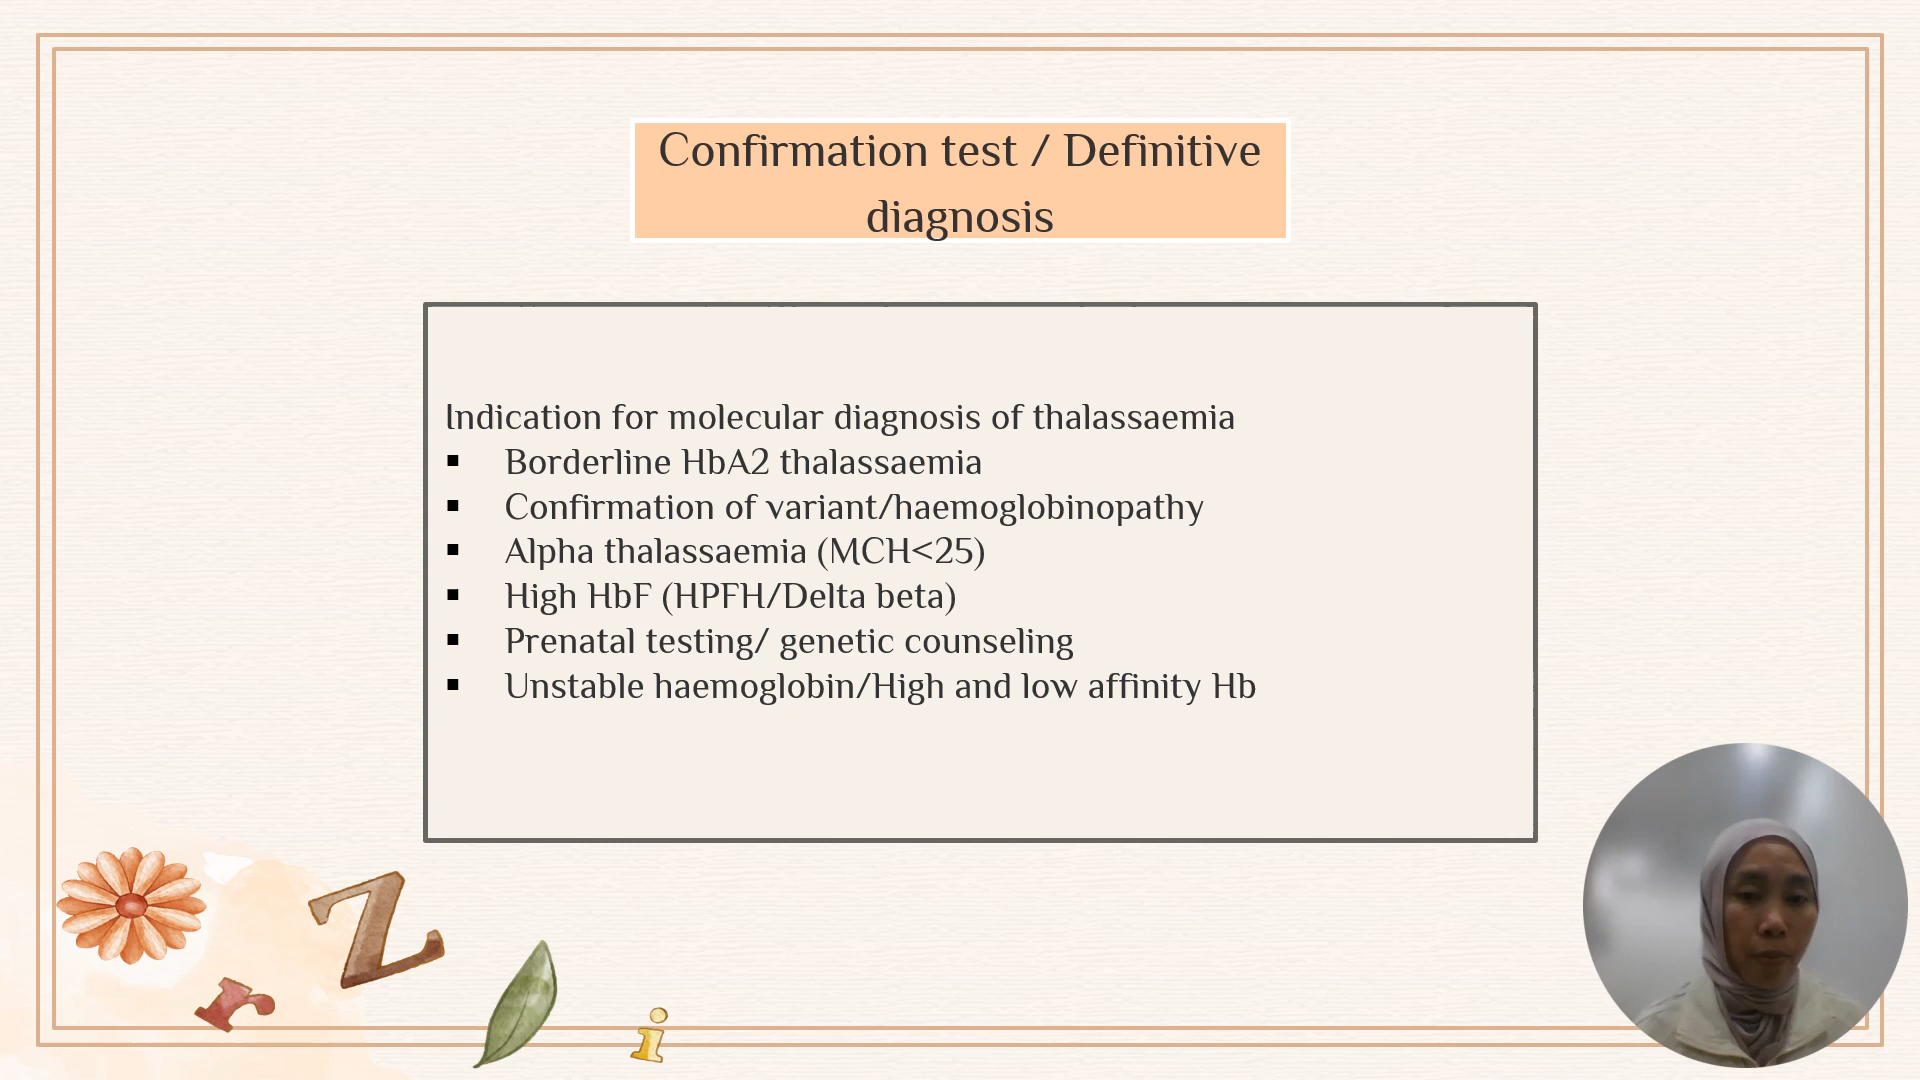 Confirmation test / Definitive
diagnosis
Indication for molecular diagnosis of thalassaemia
▪ Borderline HbA2 thalassaemia
▪ Confirmation of variant/haemoglobinopathy
▪ Alpha thalassaemia (MCH<25)
▪ High HbF (HPFH/Delta beta)
▪ Prenatal testing/ genetic counseling
▪ Unstable haemoglobin/High and low affinity Hb
r
Z
i